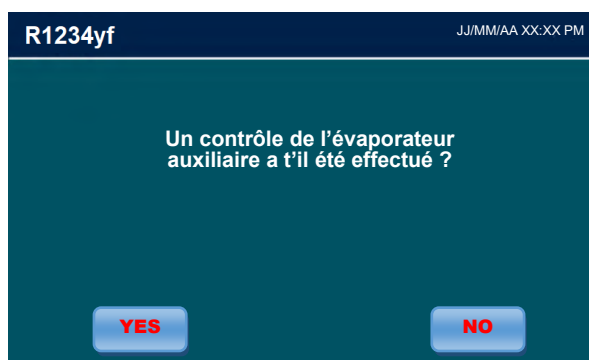 R1234yf
JJ/MM/AA XX:XX PM
Un contrôle de l’évaporateur
auxiliaire a t’il été effectué ?
YES
NO